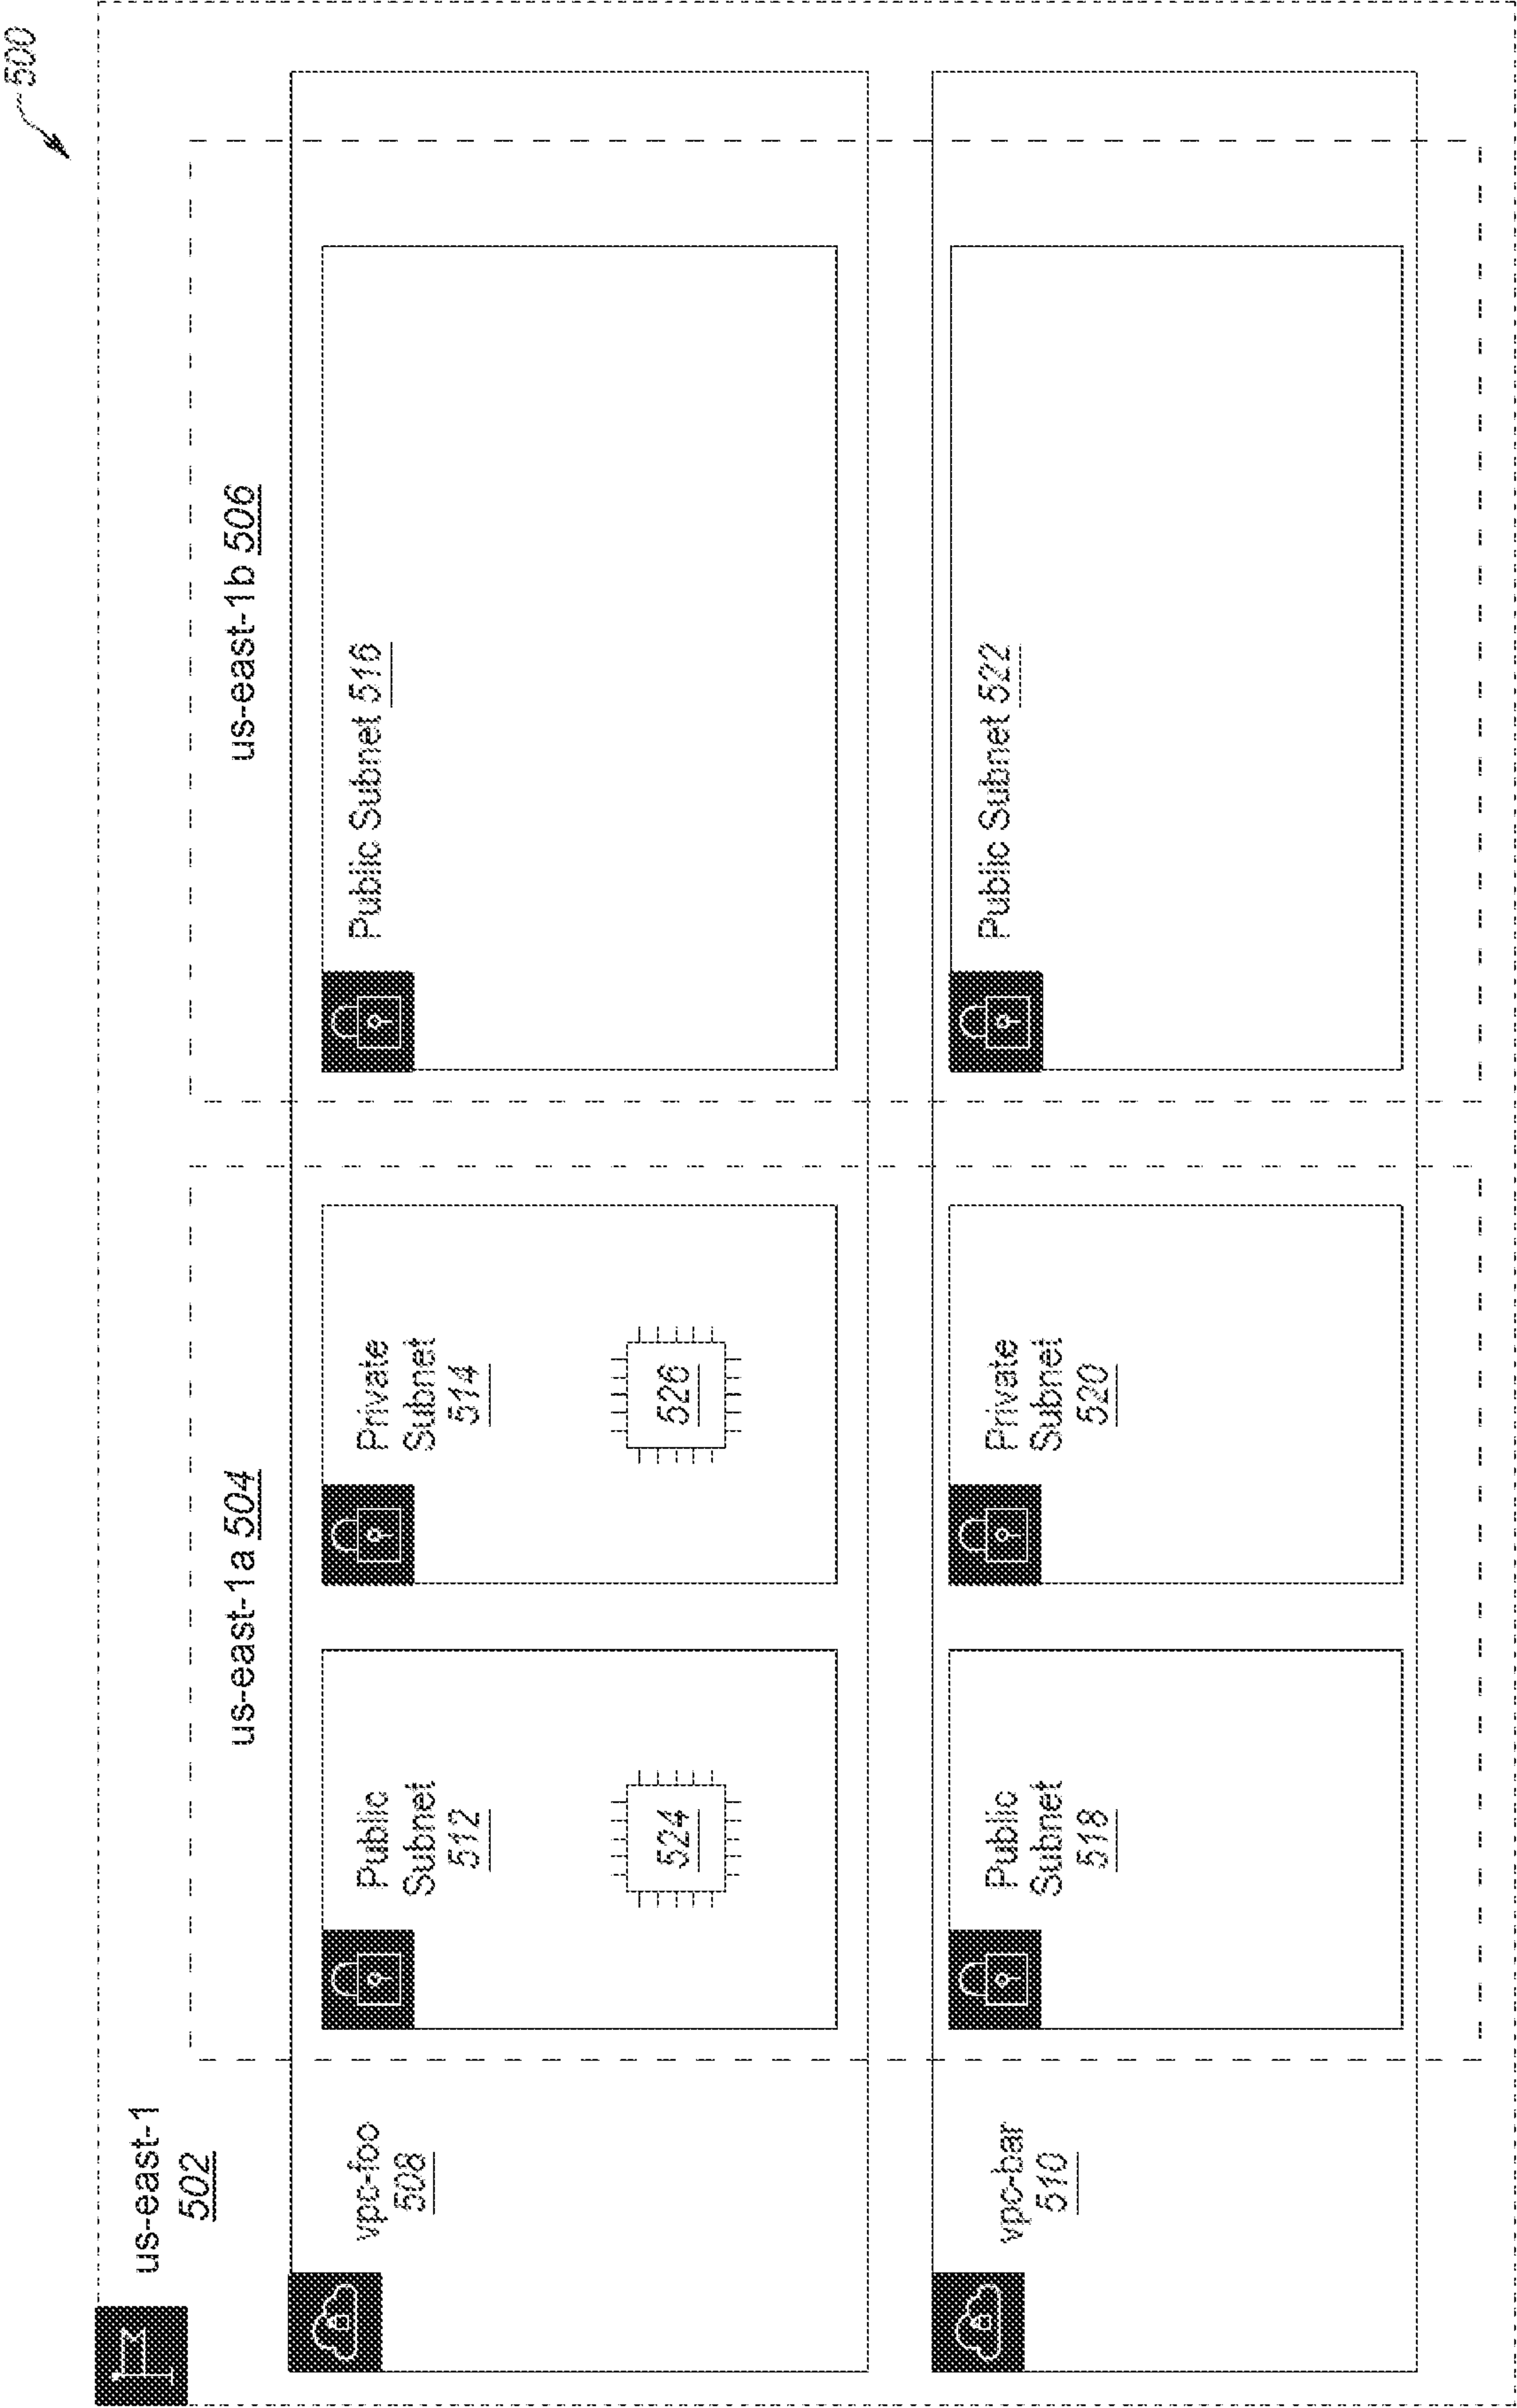 500
us-east-1
502
us-east-1a 504
us-east-1b 506
vpc-foo
508
Public
Subnet
512
524
Private
Subnet
514
526
Public Subnet 516
vpc-bar
510
Public
Subnet
518
Private
Subnet
520
Public Subnet 522